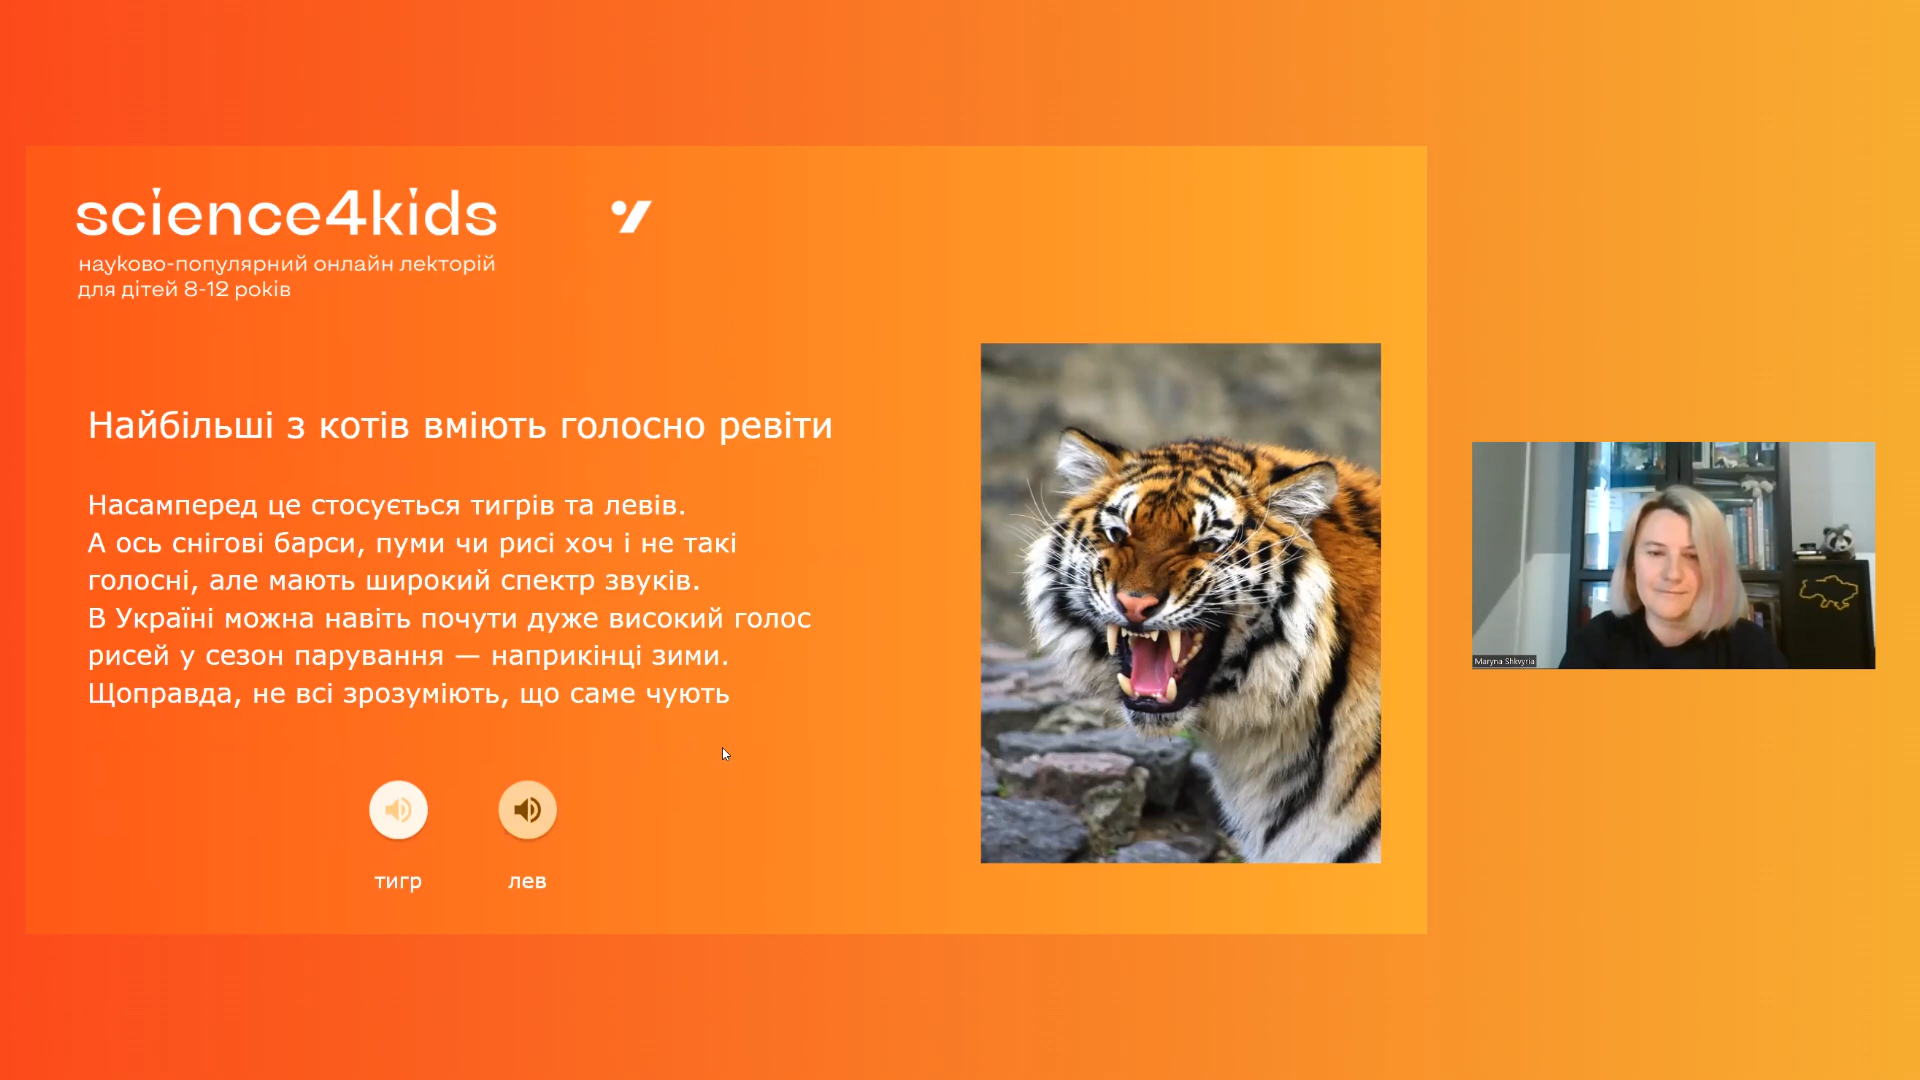 science4kids
науково-популярний онлайн лекторій
для дітей 8-12 років
Найбільші з котів вміють голосно ревіти
Насамперед це стосується тигрів та левів.
А ось снігові барси, пуми чи рисі хоч і не такі
голосні, але мають широкий спектр звуків.
В Україні можна навіть почути дуже високий голос
рисей у сезон парування — наприкінці зими.
Щоправда, не всі зрозуміють, що саме чують
тигр
лев
Maryna Shkvyria